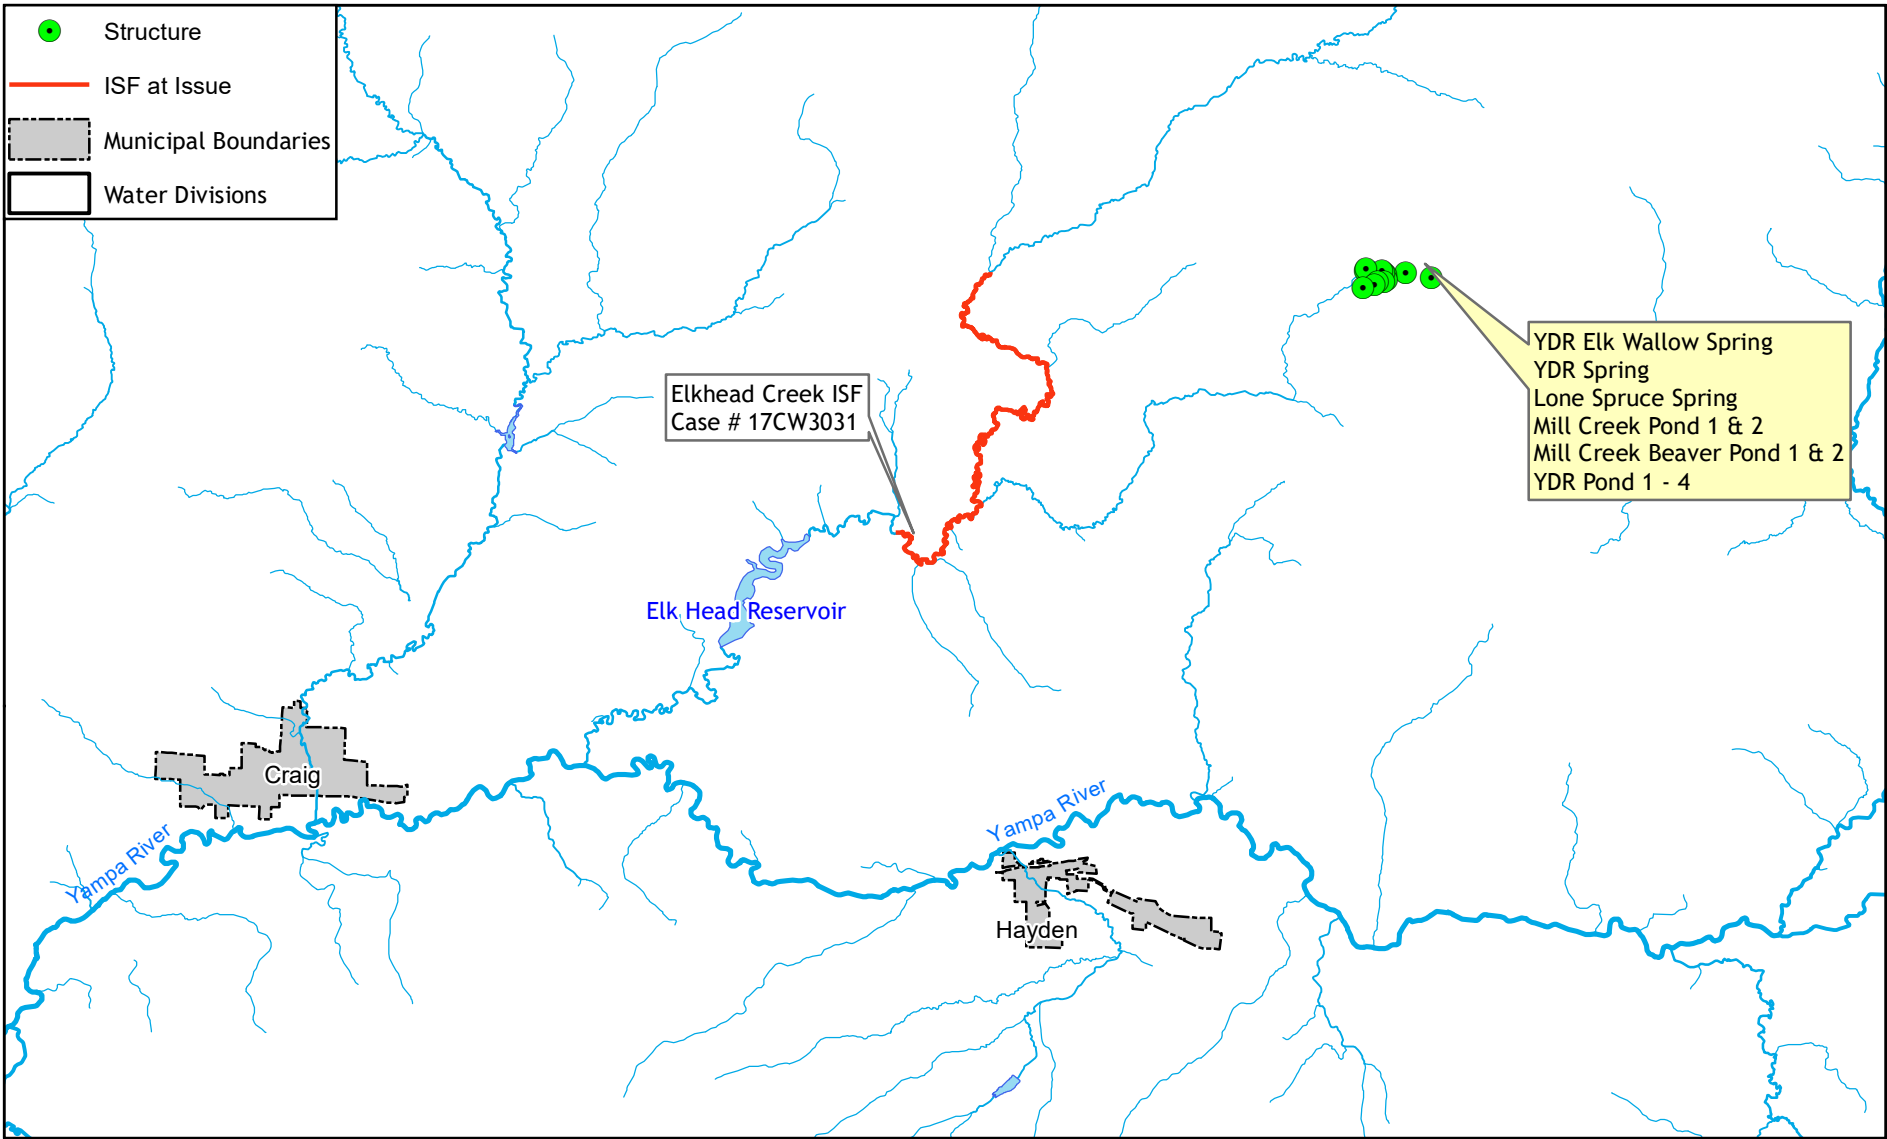 Structure
ISF at Issue
Municipal Boundaries
Water Divisions
Elkhead Creek ISF
Case # 17CW3031
YDR Elk Wallow Spring
YDR Spring
Lone Spruce Spring
Mill Creek Pond 1 & 2
Mill Creek Beaver Pond 1 & 2
YDR Pond 1 - 4
Elk Head Reservoir
Craig
Yampa River
Yampa River
Hayden